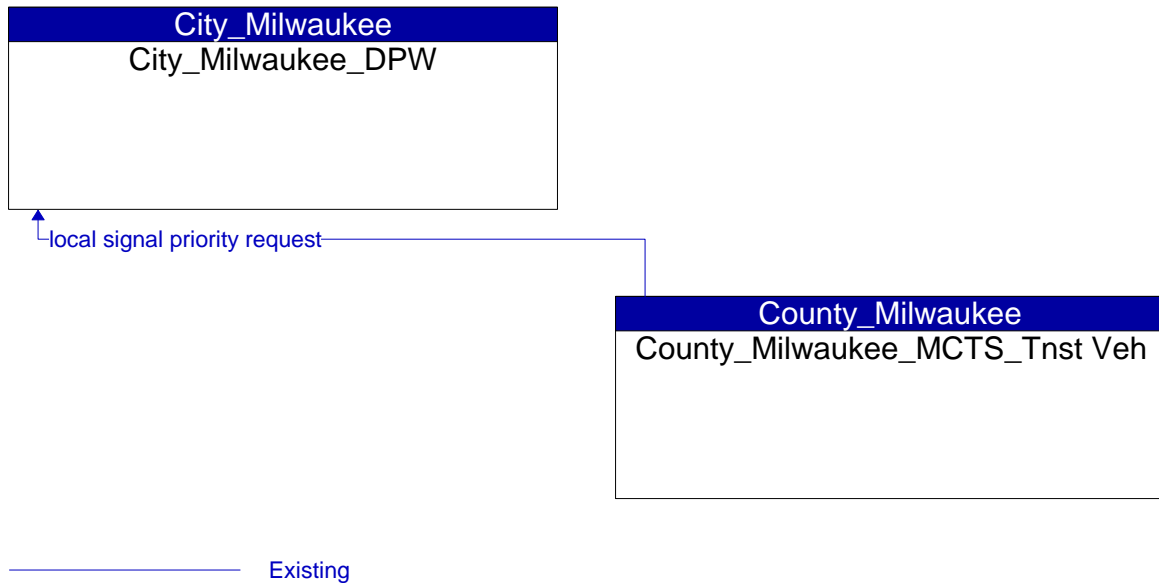 City_Milwaukee
City_Milwaukee_DPW
local signal priority request
County_Milwaukee
County_Milwaukee_MCTS_Tnst Veh
Existing